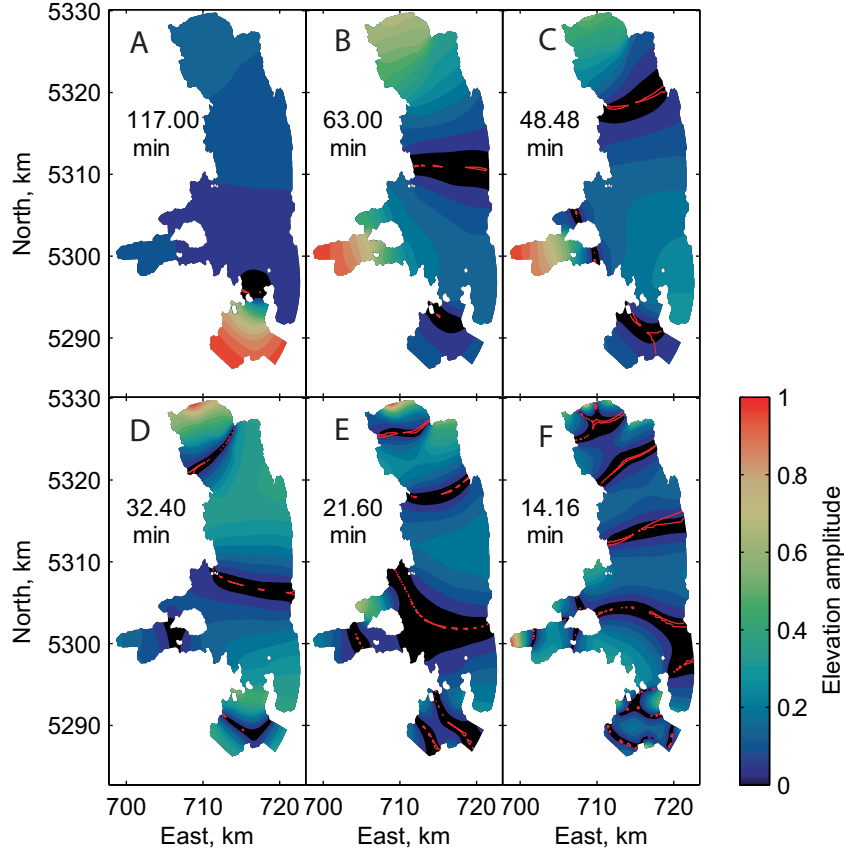 5330
5320
5310
5300
5290
North, km
A
117.00
min
B
63.00
min
C
48.48
min
5330
5320
5310
5300
5290
North, km
D
32.40
min
E
21.60
min
F
14.16
min
700 710 720
700 710 720
700 710 720
East, km
East, km
East, km
1
0.8
0.6
0.4
0.2
0
Elevation amplitude